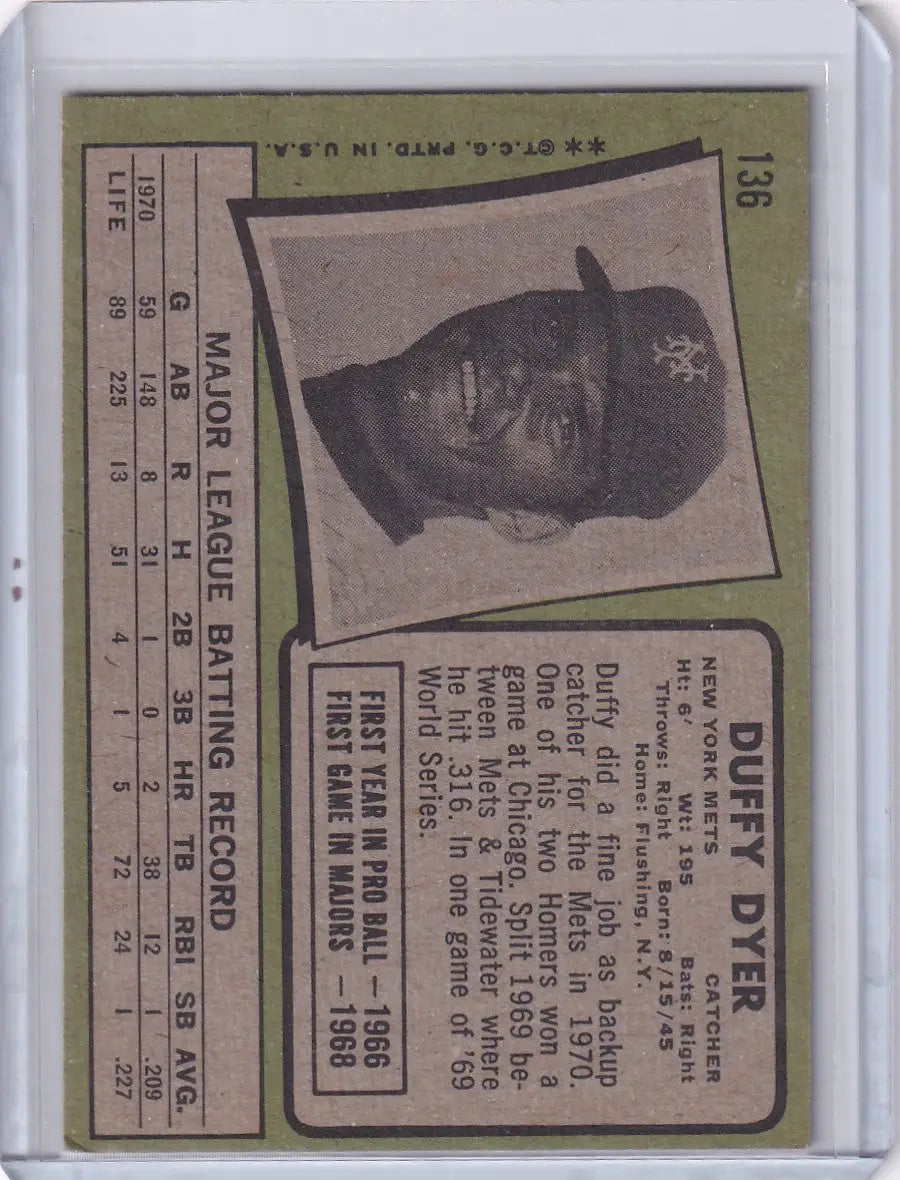 136
**©T.C.G. PRTD. IN U.S.A.
NY
DUFFY DYER
NEW YORK METS CATCHER
Ht: 6' Wt: 195 Bats: Right
Throws: Right Born: 8/15/45
Home: Flushing, N.Y.
Duffy did a fine job as backup
catcher for the Mets in 1970.
One of his two Homers won a
game at Chicago. Split 1969 be-
tween Mets & Tidewater where
he hit .316. In one game of '69
World Series.
FIRST YEAR IN PRO BALL —1966
FIRST GAME IN MAJORS —1968
MAJOR LEAGUE BATTING RECORD
G AB R H 2B 3B HR TB RBI SB AVG.
1970 59 148 8 31 1 0 2 38 12 1 .209
LIFE 89 225 13 51 4 1 5 72 24 1 .227